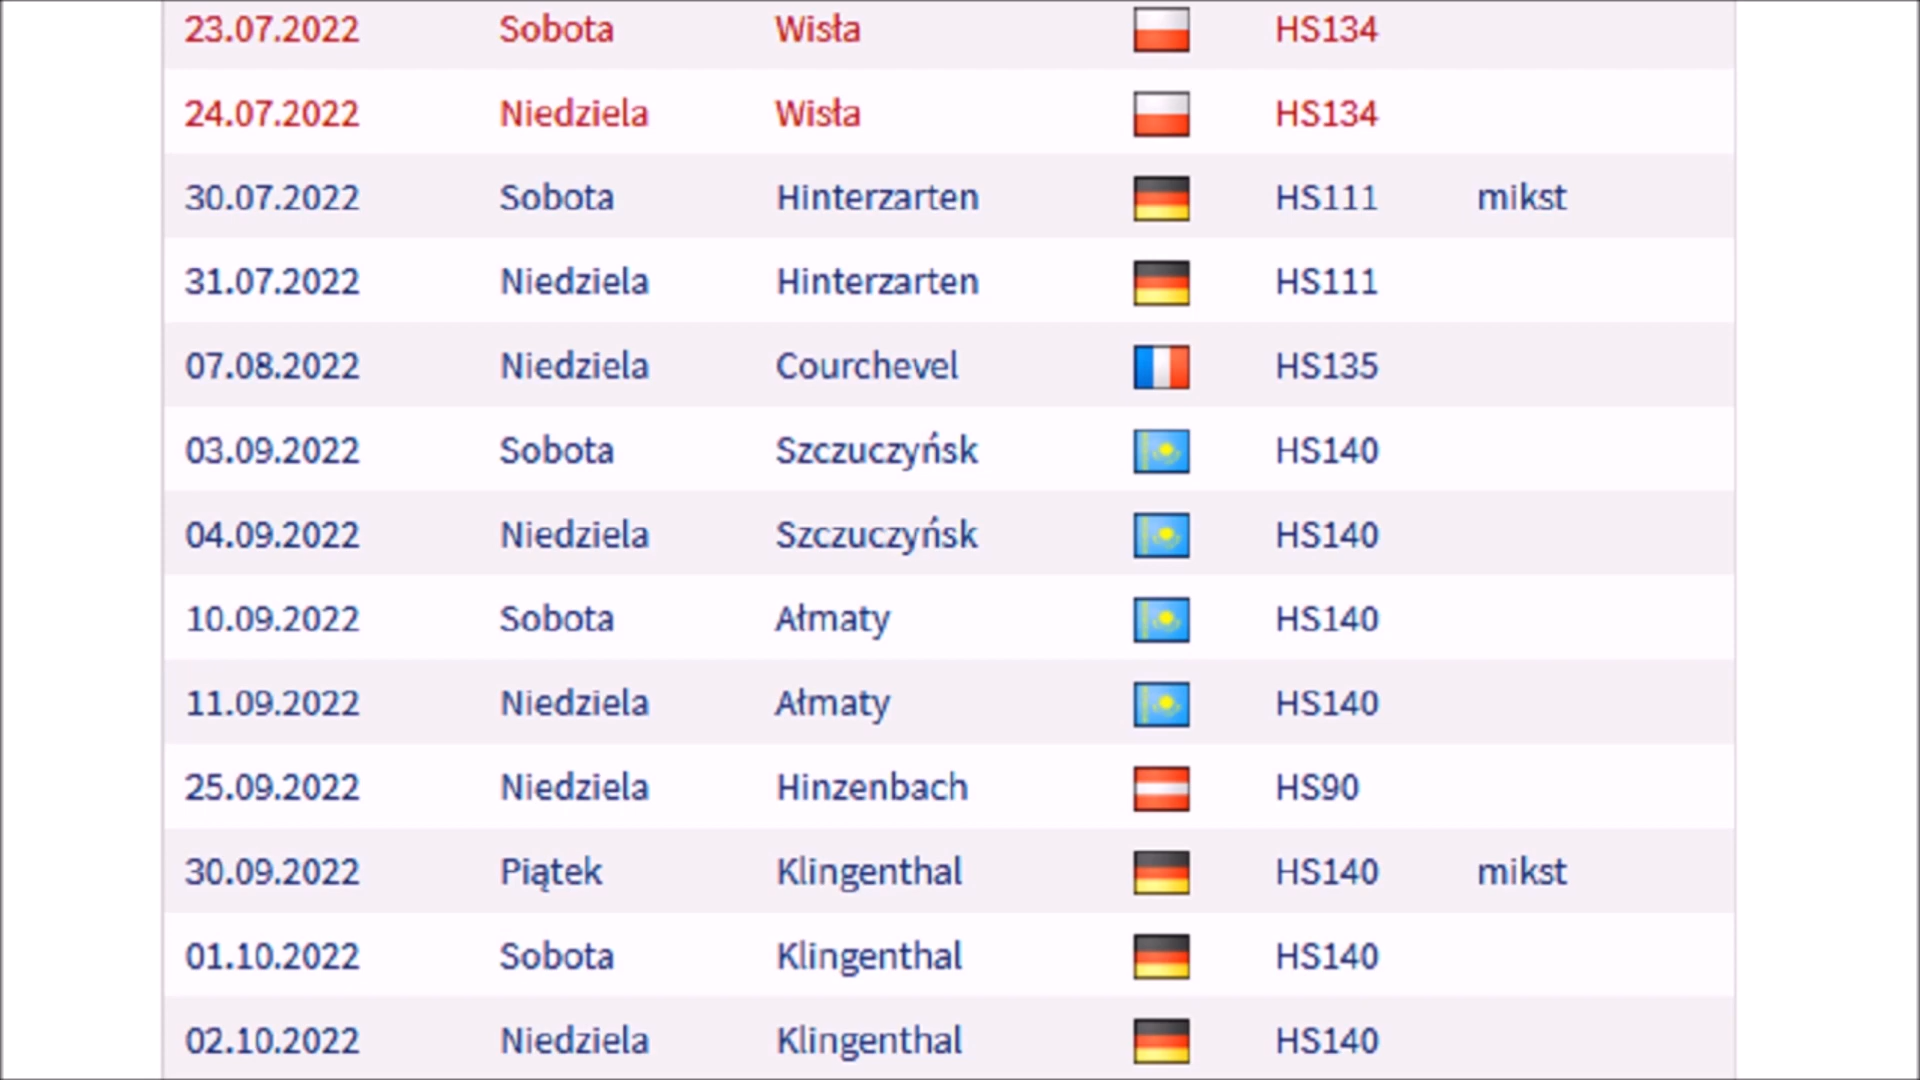 23.07.2022 Sobota Wisła HS134
24.07.2022 Niedziela Wisła HS134
30.07.2022 Sobota Hinterzarten HS111 mikst
31.07.2022 Niedziela Hinterzarten HS111
07.08.2022 Niedziela Courchevel HS135
03.09.2022 Sobota Szczuczyńsk HS140
04.09.2022 Niedziela Szczuczyńsk HS140
10.09.2022 Sobota Ałmaty HS140
11.09.2022 Niedziela Ałmaty HS140
25.09.2022 Niedziela Hinzenbach HS90
30.09.2022 Piątek Klingenthal HS140 mikst
01.10.2022 Sobota Klingenthal HS140
02.10.2022 Niedziela Klingenthal HS140